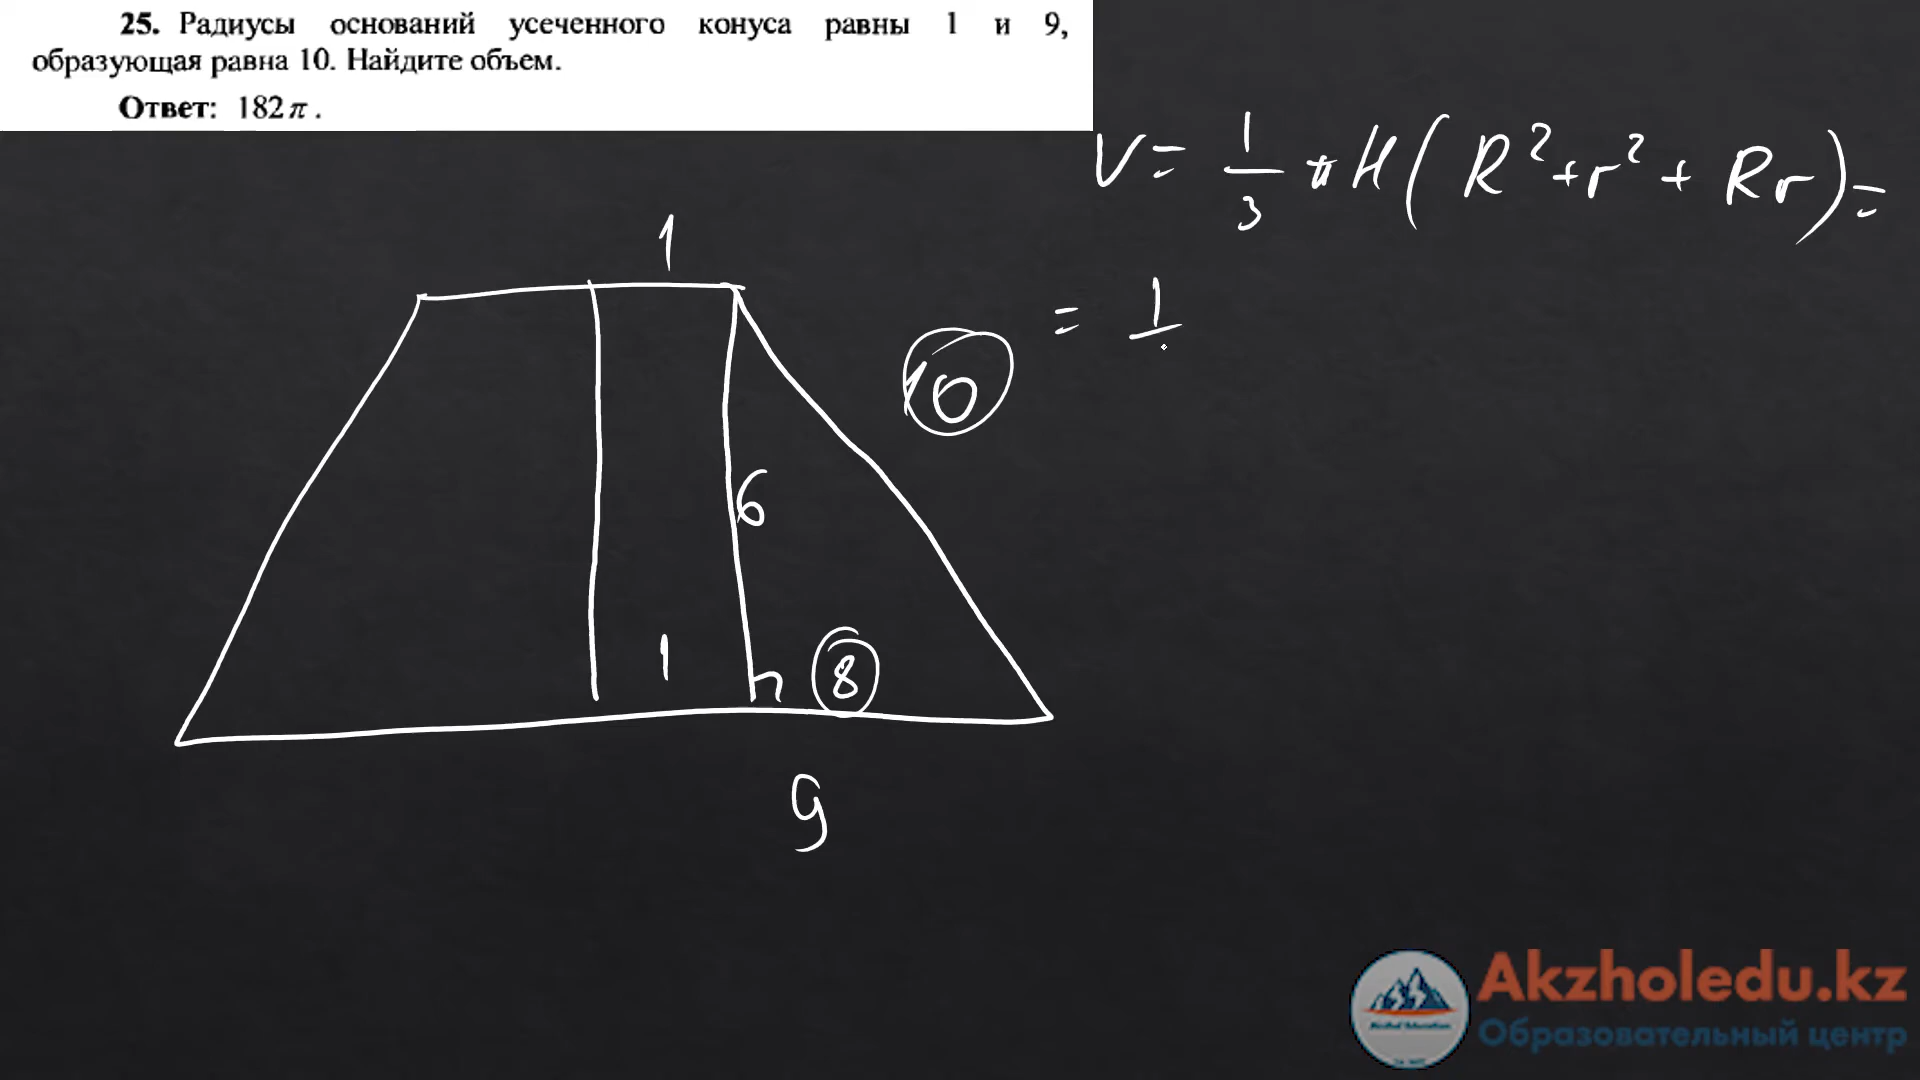 25. Радиусы оснований усеченного конуса равны 1 и 9,
образующая равна 10. Найдите объем.
Ответ: 182π.
V = 1/3 πH(R²+r²+Rr)=
= 1/
1
10
6
1
8
9
Akzholedu.kz
Образовательный центр